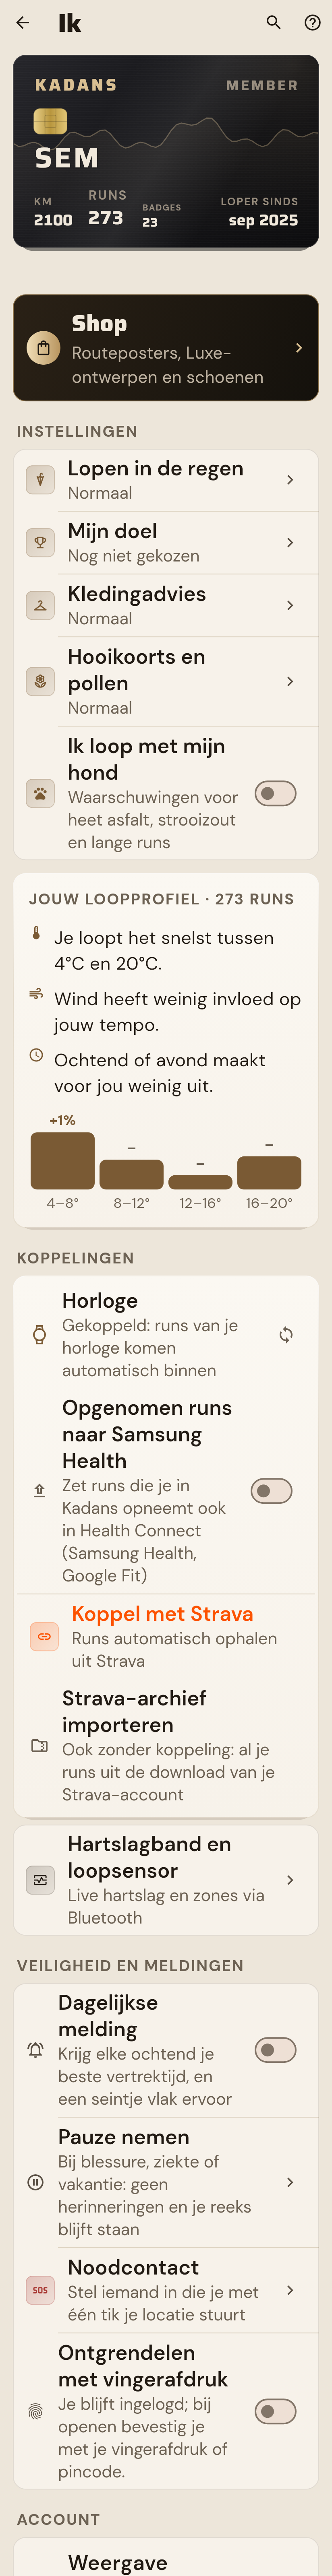 Ik
KADANS
MEMBER
SEM
KM
RUNS
BADGES
LOPER SINDS
2100
273
23
sep 2025
Shop
Routeposters, Luxe-
ontwerpen en schoenen
INSTELLINGEN
Lopen in de regen
Normaal
Mijn doel
Nog niet gekozen
Kledingadvies
Normaal
Hooikoorts en
pollen
Normaal
Ik loop met mijn
hond
Waarschuwingen voor
heet asfalt, strooizout
en lange runs
JOUW LOOPPROFIEL · 273 RUNS
Je loopt het snelst tussen
4°C en 20°C.
Wind heeft weinig invloed op
jouw tempo.
Ochtend of avond maakt
voor jou weinig uit.
+1%
–
–
–
4–8°
8–12°
12–16°
16–20°
KOPPELINGEN
Horloge
Gekoppeld: runs van je
horloge komen
automatisch binnen
Opgenomen runs
naar Samsung
Health
Zet runs die je in
Kadans opneemt ook
in Health Connect
(Samsung Health,
Google Fit)
Koppel met Strava
Runs automatisch ophalen
uit Strava
Strava-archief
importeren
Ook zonder koppeling: al je
runs uit de download van je
Strava-account
Hartslagband en
loopsensor
Live hartslag en zones via
Bluetooth
VEILIGHEID EN MELDINGEN
Dagelijkse
melding
Krijg elke ochtend je
beste vertrektijd, en
een seintje vlak ervoor
Pauze nemen
Bij blessure, ziekte of
vakantie: geen
herinneringen en je reeks
blijft staan
SOS
Noodcontact
Stel iemand in die je met
één tik je locatie stuurt
Ontgrendelen
met vingerafdruk
Je blijft ingelogd; bij
openen bevestig je
met je vingerafdruk of
pincode.
ACCOUNT
Weergave